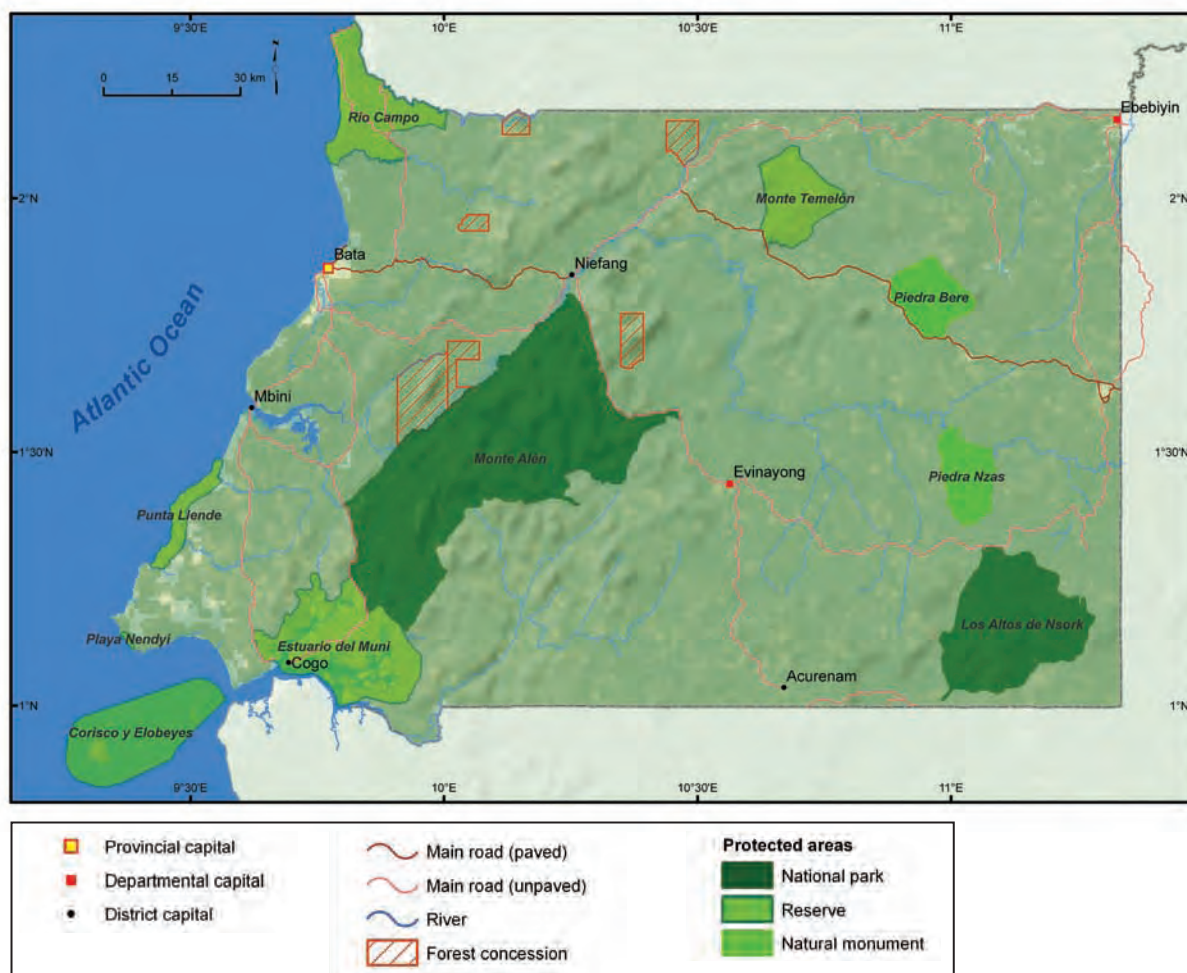 9°30'E 10°E 10°30'E 11°E
N
0 15 30 km
Rio Campo
Ebebiyin
2°N 2°N
Monte Temelón
Bata
Niefang
Piedra Bere
Atlantic Ocean
Mbini
1°30'N 1°30'N
Monte Alén
Evinayong
Piedra Nzas
Punta Llende
Los Altos de Nsork
Playa Nendyi
Estuario del Muni
Cogo
Acurenam
1°N 1°N
Corisco y Elobeyes
9°30'E 10°E 10°30'E 11°E
Provincial capital
Departmental capital
District capital
Main road (paved)
Main road (unpaved)
River
Forest concession
Protected areas
National park
Reserve
Natural monument